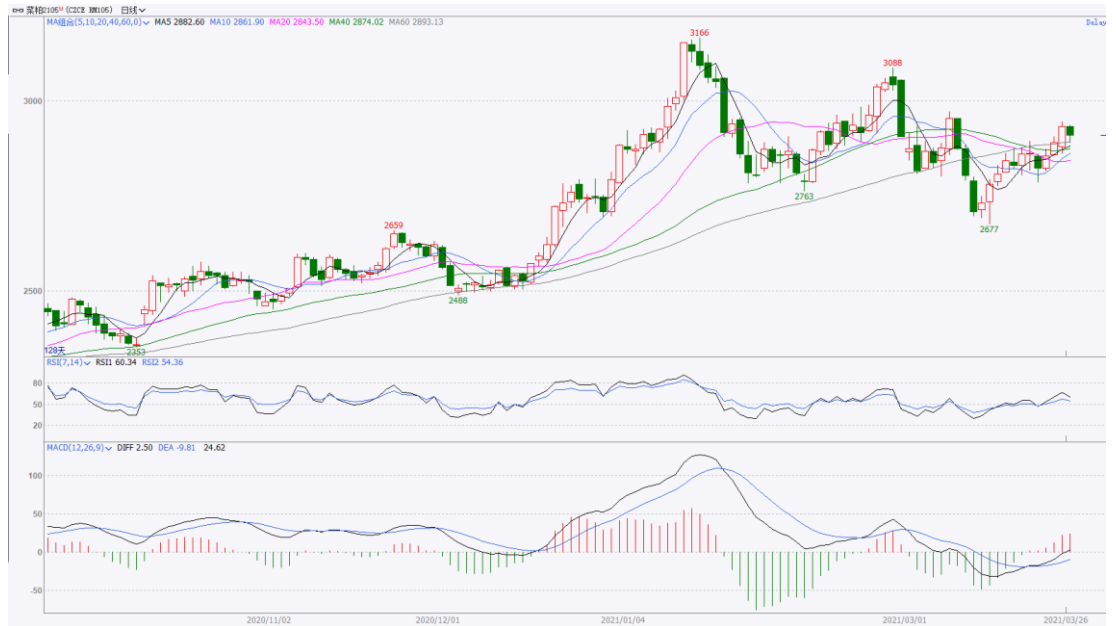 菜粕2105M (CZCE RM105) 日线
MA组合(5,10,20,40,60,0) MA5 2882.60 MA10 2861.90 MA20 2843.50 MA40 2874.02 MA60 2893.13
Delay
3166
3088
3000
2763
2659
2677
2500
2488
2353
128天
RSI(7,14) RSI1 60.34 RSI2 54.36
80
50
20
MACD(12,26,9) DIFF 2.50 DEA -9.81 24.62
100
50
0
-50
2020/11/02 2020/12/01 2021/01/04 2021/03/01 2021/03/26